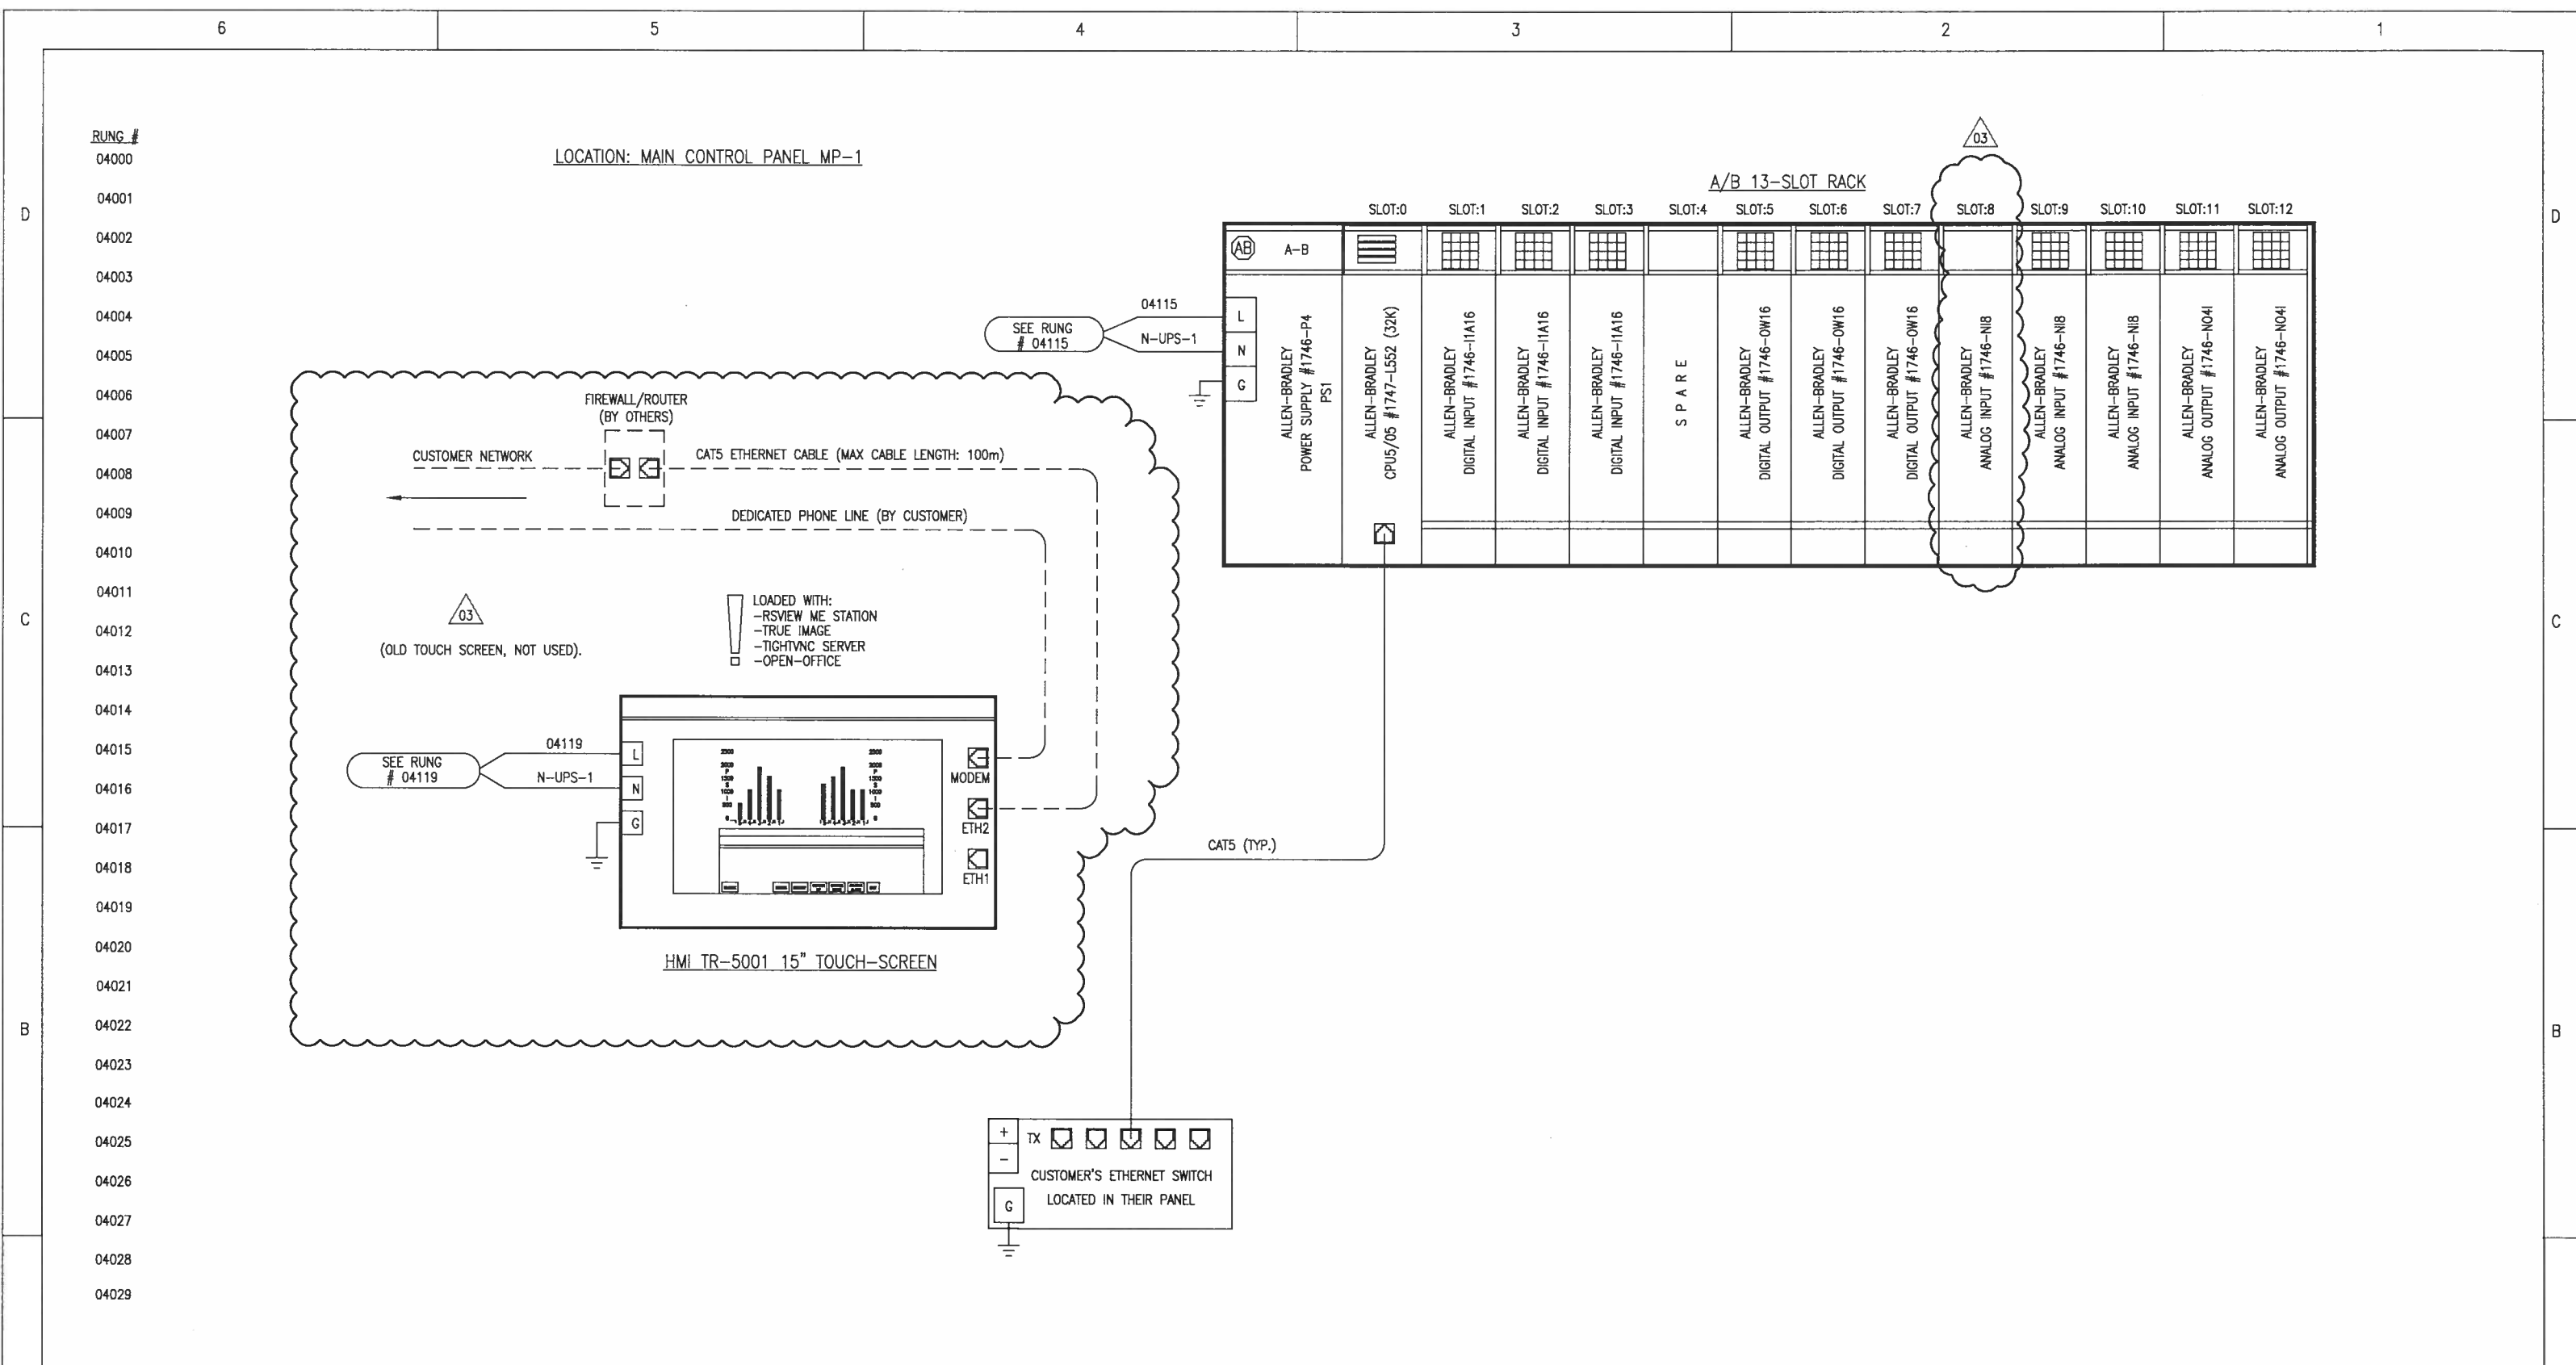 6 5 4 3 2 1
D
C
B
D
C
B
RUNG #
04000
04001
04002
04003
04004
04005
04006
04007
04008
04009
04010
04011
04012
04013
04014
04015
04016
04017
04018
04019
04020
04021
04022
04023
04024
04025
04026
04027
04028
04029
LOCATION: MAIN CONTROL PANEL MP-1
03
A/B 13-SLOT RACK
SLOT:0 SLOT:1 SLOT:2 SLOT:3 SLOT:4 SLOT:5 SLOT:6 SLOT:7 SLOT:8 SLOT:9 SLOT:10 SLOT:11 SLOT:12
AB A-B
04115
SEE RUNG
# 04115
N-UPS-1
L
N
G
ALLEN-BRADLEY
POWER SUPPLY #1746-P4
PS1
ALLEN-BRADLEY
CPU5/05 #1747-L552 (32K)
ALLEN-BRADLEY
DIGITAL INPUT #1746-IA16
ALLEN-BRADLEY
DIGITAL INPUT #1746-IA16
ALLEN-BRADLEY
DIGITAL INPUT #1746-IA16
SPARE
ALLEN-BRADLEY
DIGITAL OUTPUT #1746-OW16
ALLEN-BRADLEY
DIGITAL OUTPUT #1746-OW16
ALLEN-BRADLEY
DIGITAL OUTPUT #1746-OW16
ALLEN-BRADLEY
ANALOG INPUT #1746-NI8
ALLEN-BRADLEY
ANALOG INPUT #1746-NI8
ALLEN-BRADLEY
ANALOG INPUT #1746-NI8
ALLEN-BRADLEY
ANALOG OUTPUT #1746-NO4I
ALLEN-BRADLEY
ANALOG OUTPUT #1746-NO4I
FIREWALL/ROUTER
(BY OTHERS)
CUSTOMER NETWORK
CAT5 ETHERNET CABLE (MAX CABLE LENGTH: 100m)
DEDICATED PHONE LINE (BY CUSTOMER)
03
(OLD TOUCH SCREEN, NOT USED).
LOADED WITH:
-RSVIEW ME STATION
-TRUE IMAGE
-TIGHTVNC SERVER
-OPEN-OFFICE
04119
SEE RUNG
# 04119
N-UPS-1
L
N
G
MODEM
ETH2
ETH1
HMI TR-5001 15" TOUCH-SCREEN
CAT5 (TYP.)
+
-
G
TX
CUSTOMER'S ETHERNET SWITCH
LOCATED IN THEIR PANEL